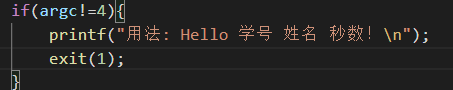 if(argc!=4){
printf("用法: Hello 学号 姓名 秒数! \n");
exit(1);
}